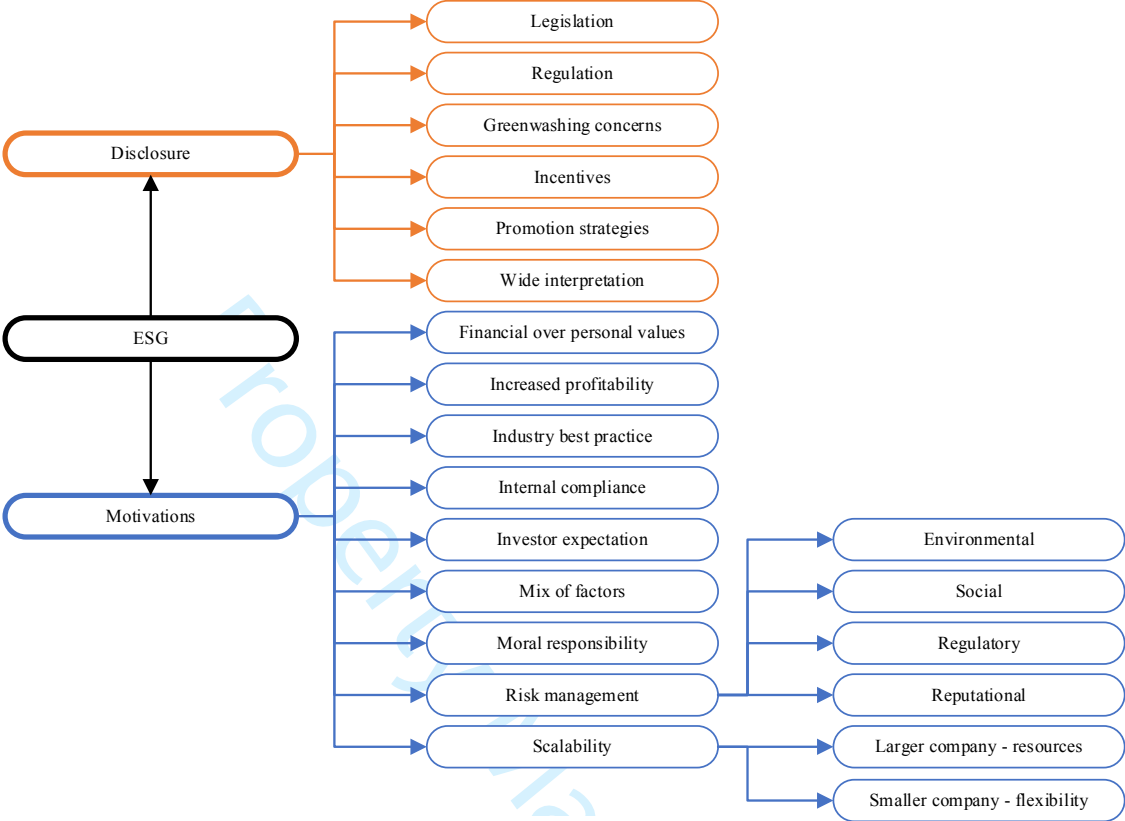 Legislation
Regulation
Greenwashing concerns
Disclosure
Incentives
Promotion strategies
Wide interpretation
ESG
Financial over personal values
Increased profitability
Industry best practice
Internal compliance
Motivations
Investor expectation
Mix of factors
Moral responsibility
Risk management
Scalability
Environmental
Social
Regulatory
Reputational
Larger company - resources
Smaller company - flexibility